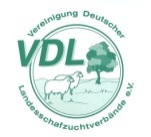 Vereinigung Deutscher
VDL
Landesschafzuchtverbände e.V.